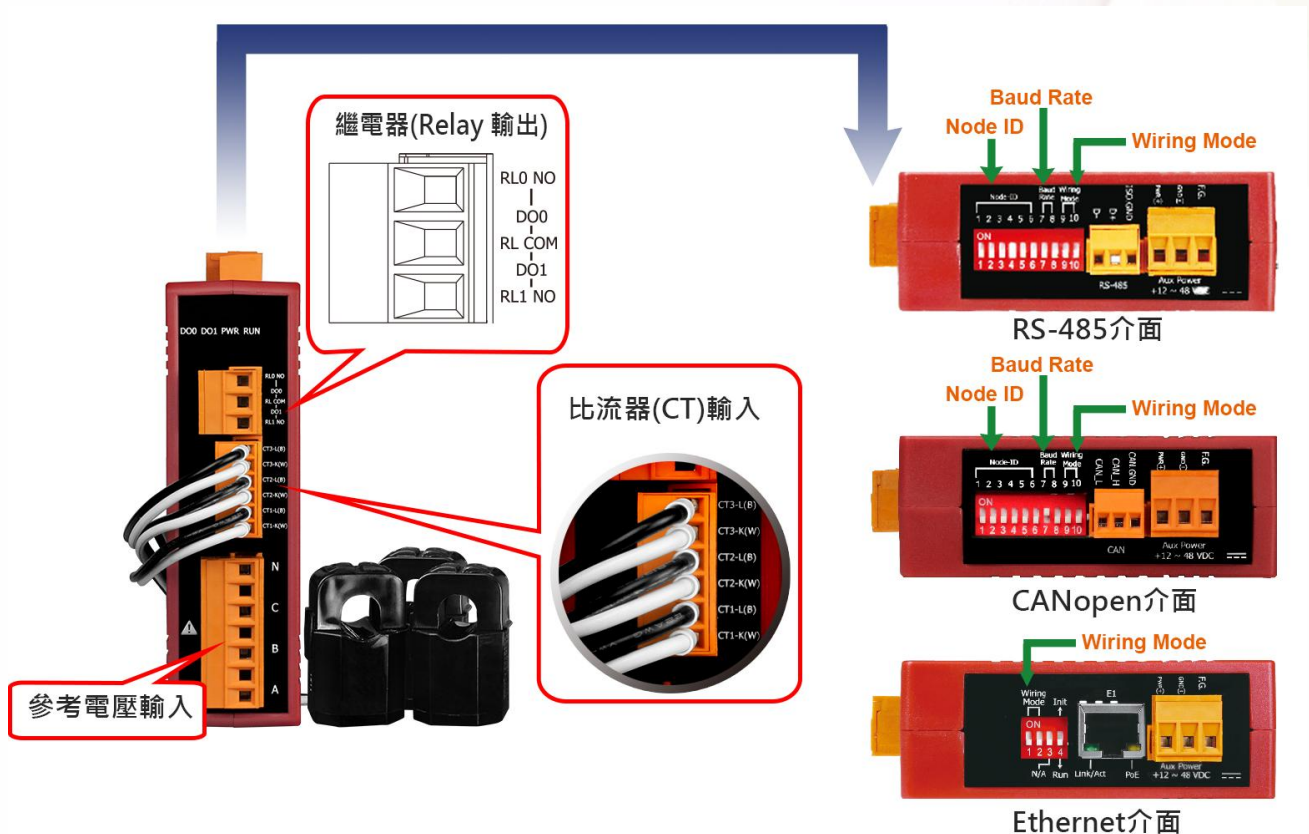 繼電器(Relay 輸出)
RL0 NO
DO0
RL COM
DO1
RL1 NO
DO0 DO1 PWR RUN
RL0 NO
DO0
RL COM
DO1
RL1 NO
CT3-L(B)
CT3-K(W)
CT2-L(B)
CT2-K(W)
CT1-L(B)
CT1-K(W)
N
C
B
A
參考電壓輸入
比流器(CT)輸入
CT3-L(B)
CT3-K(W)
CT2-L(B)
CT2-K(W)
CT1-L(B)
CT1-K(W)
Baud Rate
Node ID
Wiring Mode
Node-ID
Baud Rate
Wiring Mode
1 2 3 4 5 6 7 8 9 10
ON
1 2 3 4 5 6 7 8 9 10
D-
D+
ISO.GND
PWR (+)
GND (-)
F.G.
RS-485
Aux Power
+12 ~ 48
RS-485介面
Baud Rate
Node ID
Wiring Mode
Node-ID
Baud Rate
Wiring Mode
1 2 3 4 5 6 7 8 9 10
ON
1 2 3 4 5 6 7 8 9 10
CAN_L
CAN_H
CAN.GND
PWR (+)
GND (-)
F.G.
CAN
Aux Power
+12 ~ 48 VDC
CANopen介面
Wiring Mode
Wiring Mode
Init
ON
1 2 3 4
N/A
Run
E1
Link/Act
PoE
PWR (+)
GND (-)
F.G.
Aux Power
+12 ~ 48 VDC
Ethernet介面